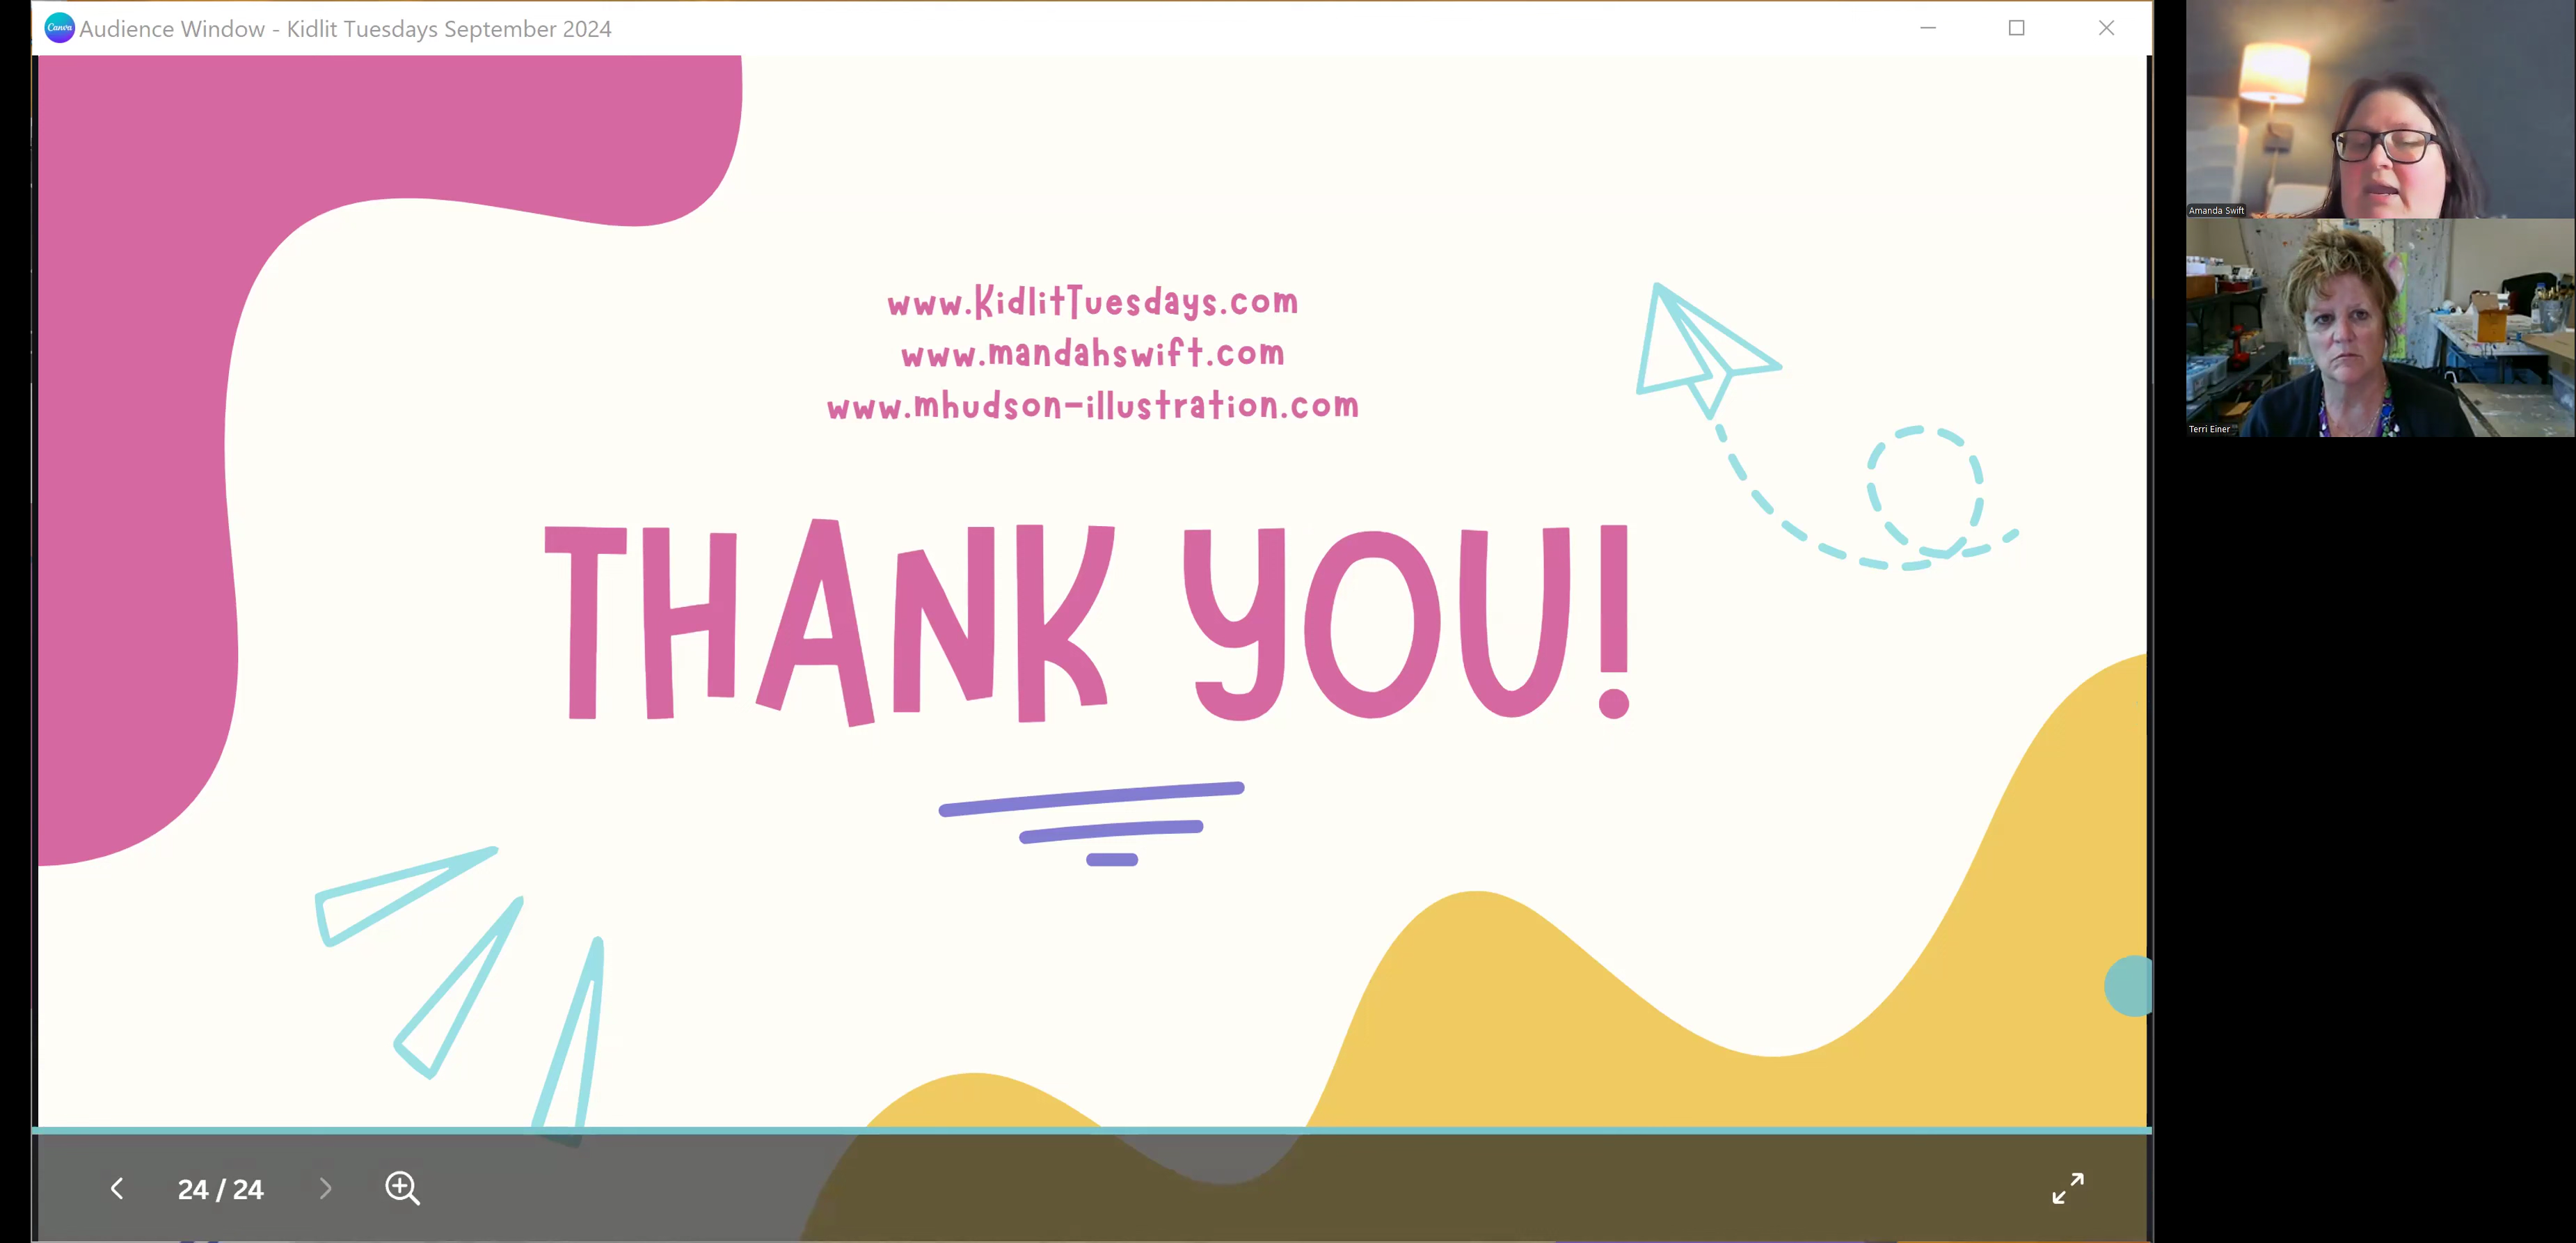 Canva
Audience Window - Kidlit Tuesdays September 2024
www.KidlitTuesdays.com
www.mandahswift.com
www.mhudson-illustration.com
THANK YOU!
24 / 24
Amanda Swift
Terri Einer